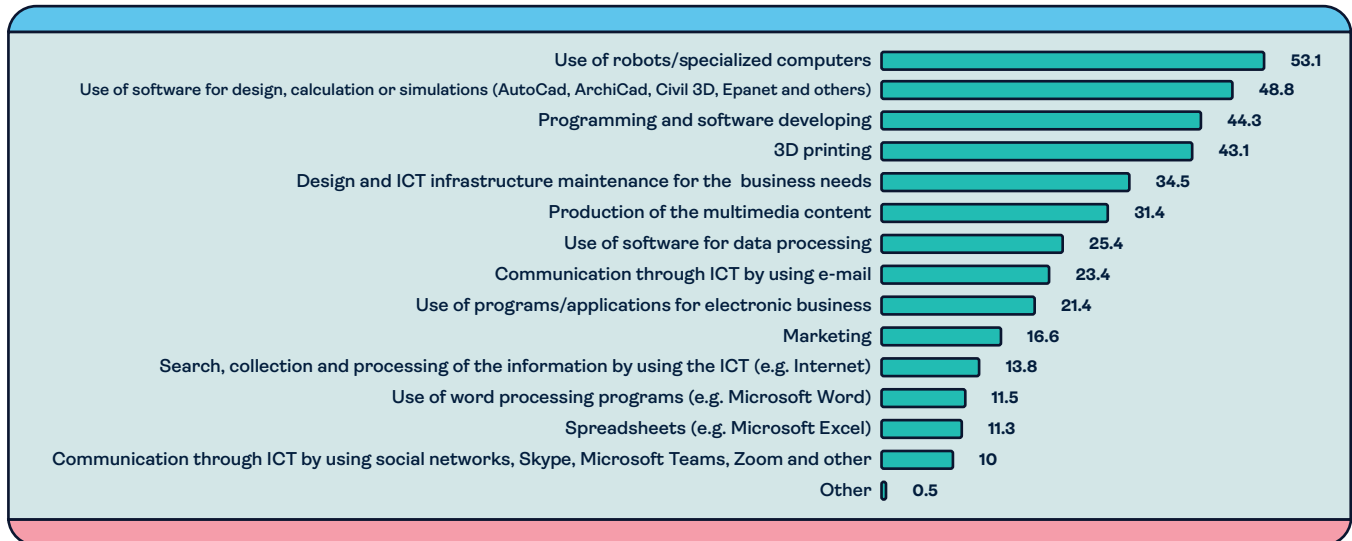 Use of robots/specialized computers 53.1
Use of software for design, calculation or simulations (AutoCad, ArchiCad, Civil 3D, Epanet and others) 48.8
Programming and software developing 44.3
3D printing 43.1
Design and ICT infrastructure maintenance for the business needs 34.5
Production of the multimedia content 31.4
Use of software for data processing 25.4
Communication through ICT by using e-mail 23.4
Use of programs/applications for electronic business 21.4
Marketing 16.6
Search, collection and processing of the information by using the ICT (e.g. Internet) 13.8
Use of word processing programs (e.g. Microsoft Word) 11.5
Spreadsheets (e.g. Microsoft Excel) 11.3
Communication through ICT by using social networks, Skype, Microsoft Teams, Zoom and other 10
Other 0.5